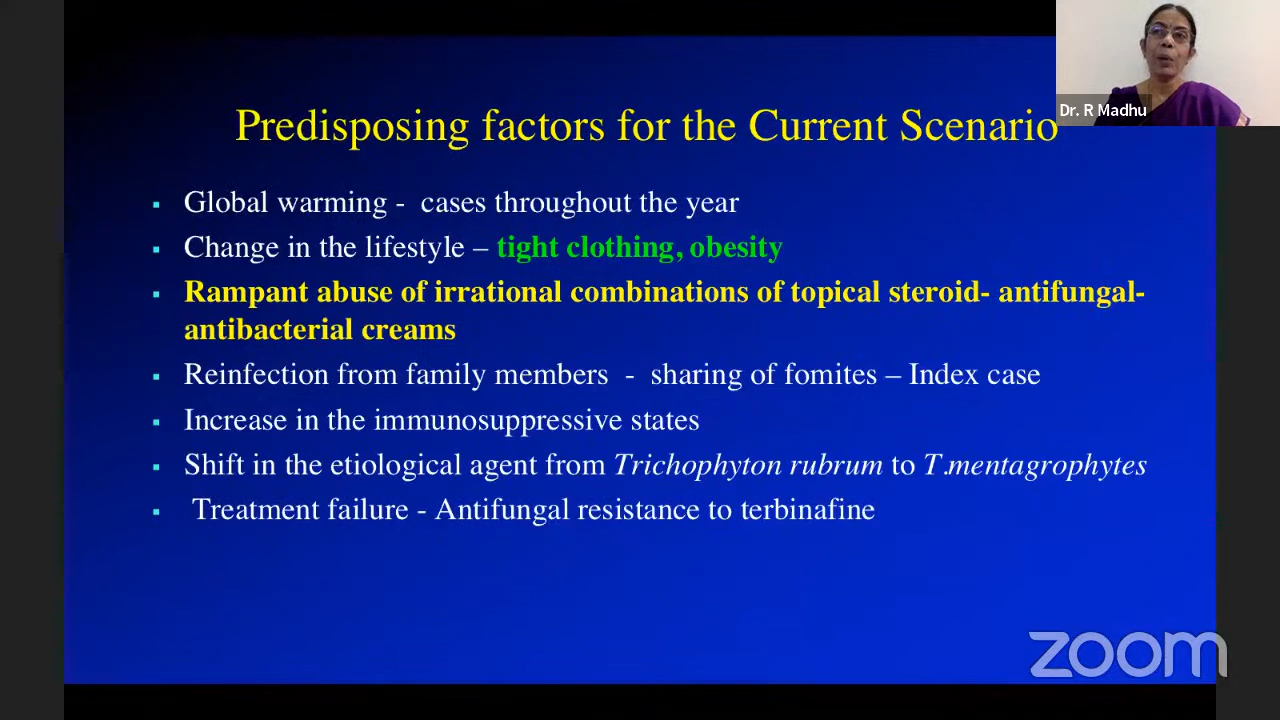 Dr. R Madhu
Predisposing factors for the Current Scenario
▪ Global warming - cases throughout the year
▪ Change in the lifestyle – tight clothing, obesity
▪ Rampant abuse of irrational combinations of topical steroid- antifungal-
antibacterial creams
▪ Reinfection from family members - sharing of fomites – Index case
▪ Increase in the immunosuppressive states
▪ Shift in the etiological agent from Trichophyton rubrum to T.mentagrophytes
▪ Treatment failure - Antifungal resistance to terbinafine
zoom